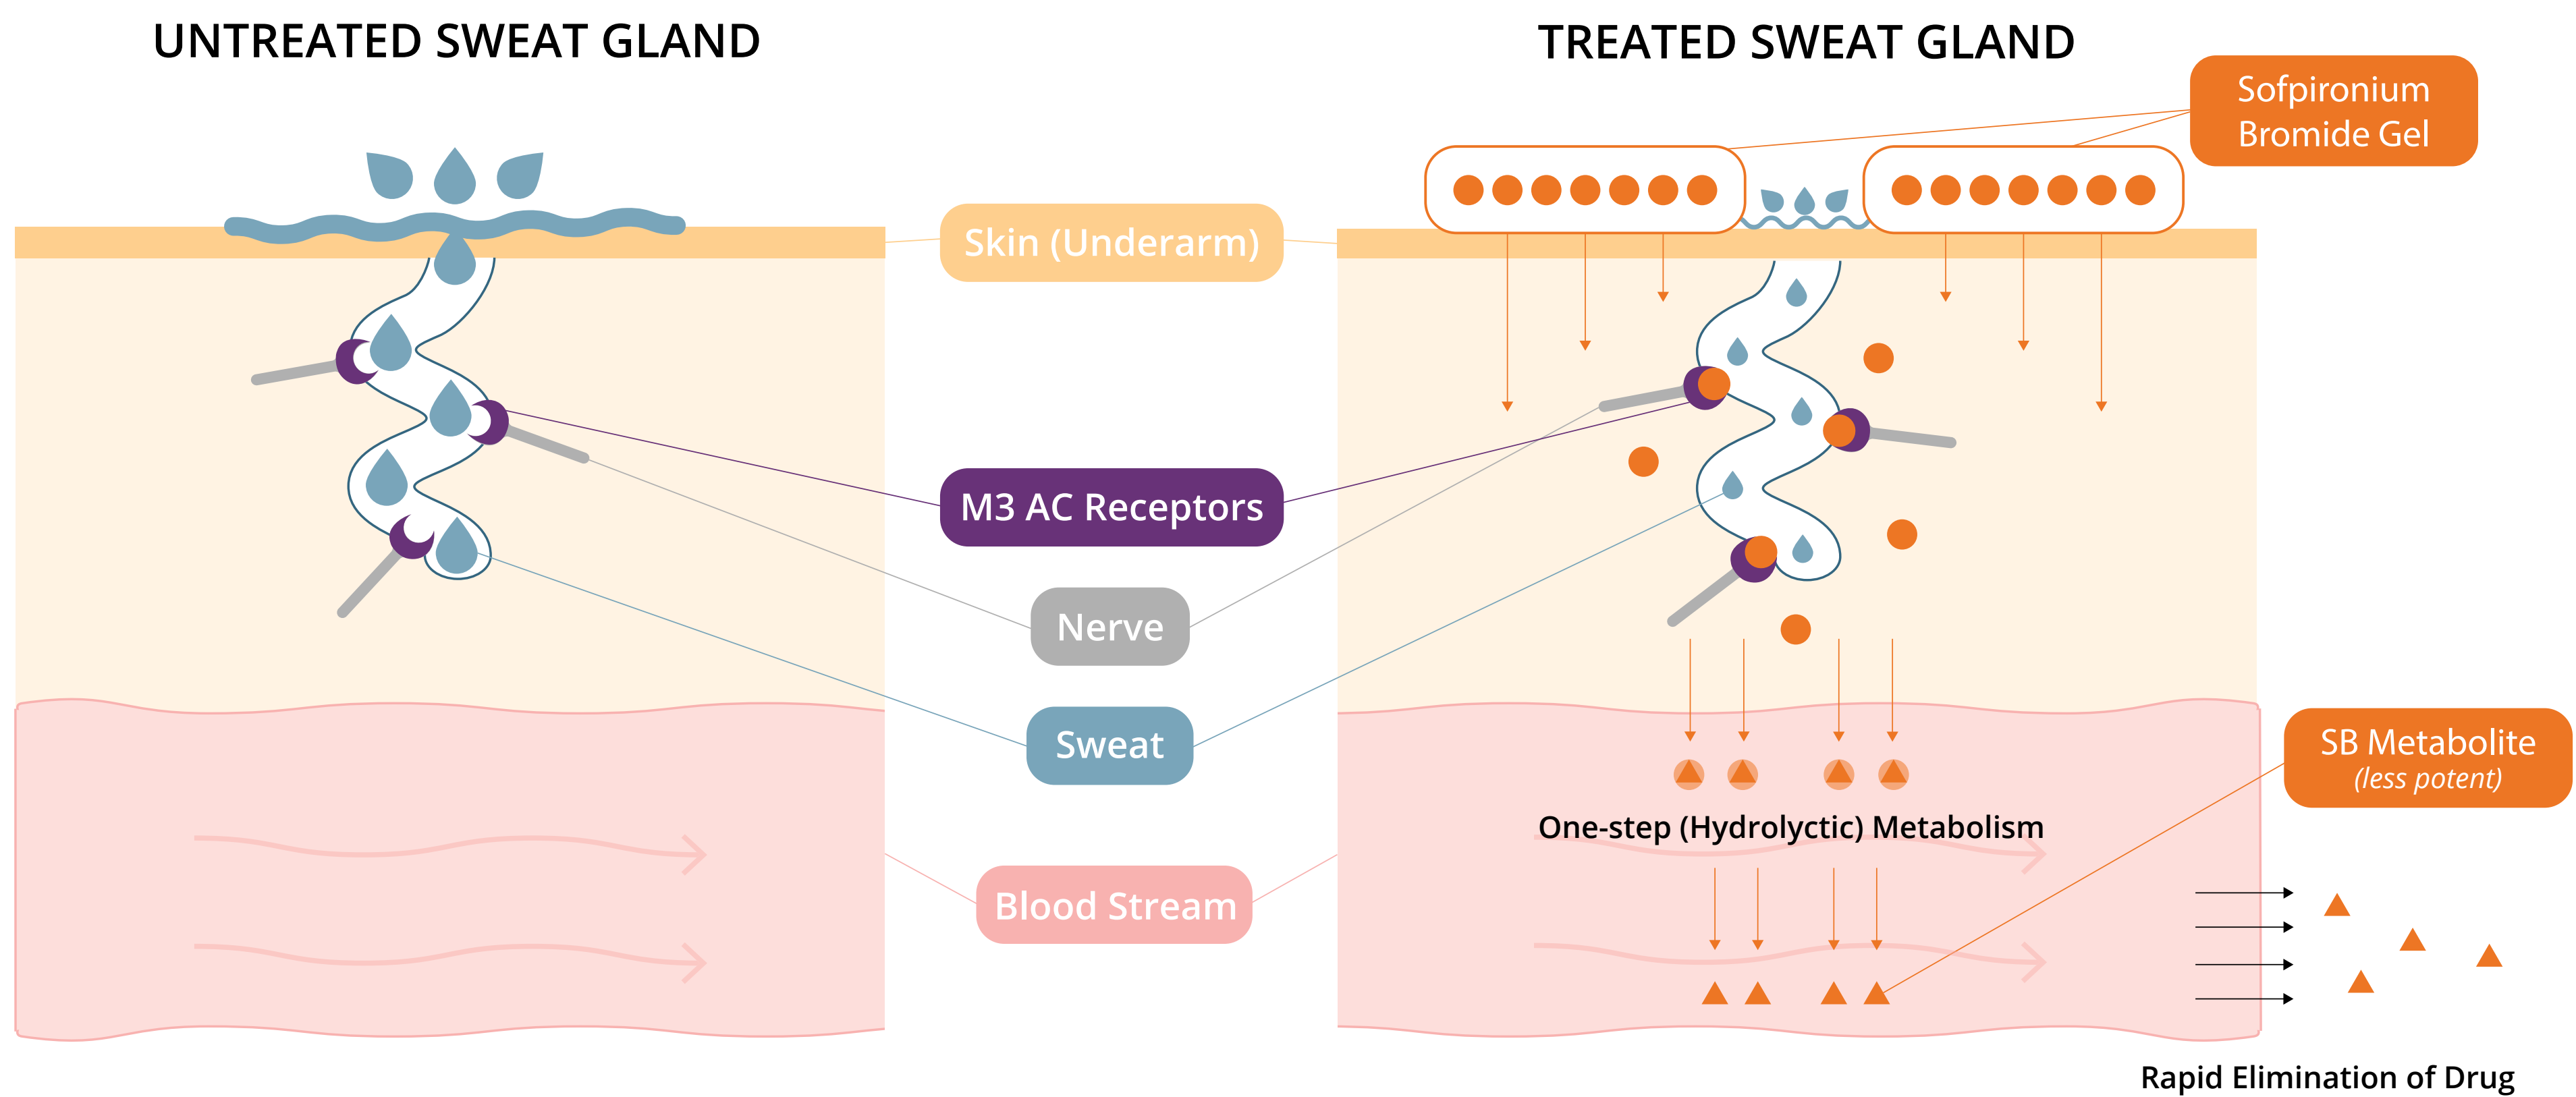 UNTREATED SWEAT GLAND
TREATED SWEAT GLAND
Sofpironium
Bromide Gel
Skin (Underarm)
M3 AC Receptors
Nerve
Sweat
Blood Stream
SB Metabolite
(less potent)
One-step (Hydrolyctic) Metabolism
Rapid Elimination of Drug